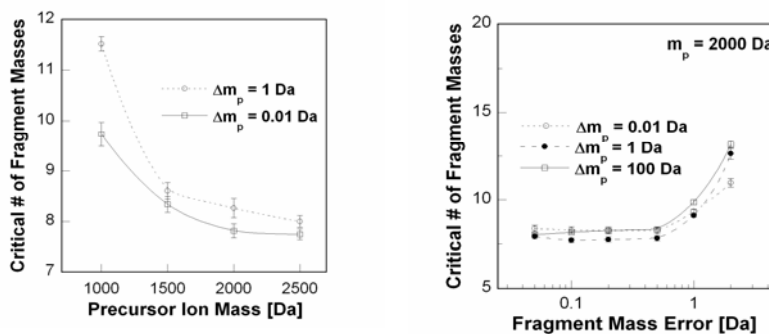 12
11
10
9
8
7
Critical # of Fragment Masses
Δm_p = 1 Da
Δm_p = 0.01 Da
1000 1500 2000 2500
Precursor Ion Mass [Da]
20
15
10
5
Critical # of Fragment Masses
m_p = 2000 Da
Δm_p = 0.01 Da
Δm_p = 1 Da
Δm_p = 100 Da
0.1 1
Fragment Mass Error [Da]